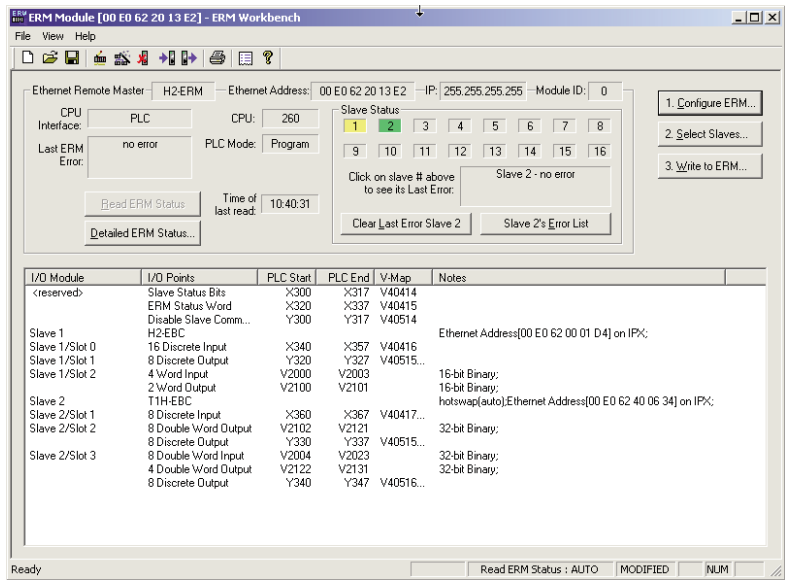 ERM Module [00 E0 62 20 13 E2] - ERM Workbench
File View Help
Ethernet Remote Master H2-ERM Ethernet Address: 00 E0 62 20 13 E2 IP: 255.255.255.255 Module ID: 0
CPU Interface: PLC CPU: 260
Last ERM Error: no error PLC Mode: Program
Read ERM Status Time of last read: 10:40:31
Detailed ERM Status...
Slave Status
1 2 3 4 5 6 7 8
9 10 11 12 13 14 15 16
Click on slave # above to see its Last Error: Slave 2 - no error
Clear Last Error Slave 2 Slave 2's Error List
1. Configure ERM...
2. Select Slaves...
3. Write to ERM...
I/O Module I/O Points PLC Start PLC End V-Map Notes
<reserved> Slave Status Bits X300 X317 V40414
ERM Status Word X320 X337 V40415
Disable Slave Comm... Y300 Y317 V40514
Slave 1 H2-EBC Ethernet Address[00 E0 62 00 01 D4] on IPX;
Slave 1/Slot 0 16 Discrete Input X340 X357 V40416
Slave 1/Slot 1 8 Discrete Output Y320 Y327 V40515...
Slave 1/Slot 2 4 Word Input V2000 V2003 16-bit Binary;
2 Word Output V2100 V2101 16-bit Binary;
Slave 2 T1H-EBC hotswap(auto);Ethernet Address[00 E0 62 40 06 34] on IPX;
Slave 2/Slot 1 8 Discrete Input X360 X367 V40417...
Slave 2/Slot 2 8 Double Word Output V2102 V2121 32-bit Binary;
8 Discrete Output Y330 Y337 V40515...
Slave 2/Slot 3 8 Double Word Input V2004 V2023 32-bit Binary;
4 Double Word Output V2122 V2131 32-bit Binary;
8 Discrete Output Y340 Y347 V40516...
Ready Read ERM Status : AUTO MODIFIED NUM